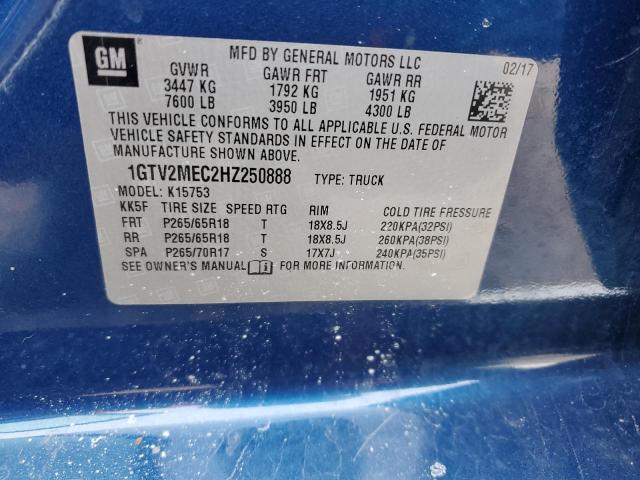 GM
MFD BY GENERAL MOTORS LLC
02/17
GVWR GAWR FRT GAWR RR
3447 KG 1792 KG 1951 KG
7600 LB 3950 LB 4300 LB
THIS VEHICLE CONFORMS TO ALL APPLICABLE U.S. FEDERAL MOTOR
VEHICLE SAFETY STANDARDS IN EFFECT ON THE DATE OF
MANUFACTURE SHOWN ABOVE.
1GTV2MEC2HZ250888 TYPE: TRUCK
MODEL: K15753
KK5F TIRE SIZE SPEED RTG RIM COLD TIRE PRESSURE
FRT P265/65R18 T 18X8.5J 220KPA(32PSI)
RR P265/65R18 T 18X8.5J 260KPA(38PSI)
SPA P265/70R17 S 17X7J 240KPA(35PSI)
SEE OWNER'S MANUAL FOR MORE INFORMATION.